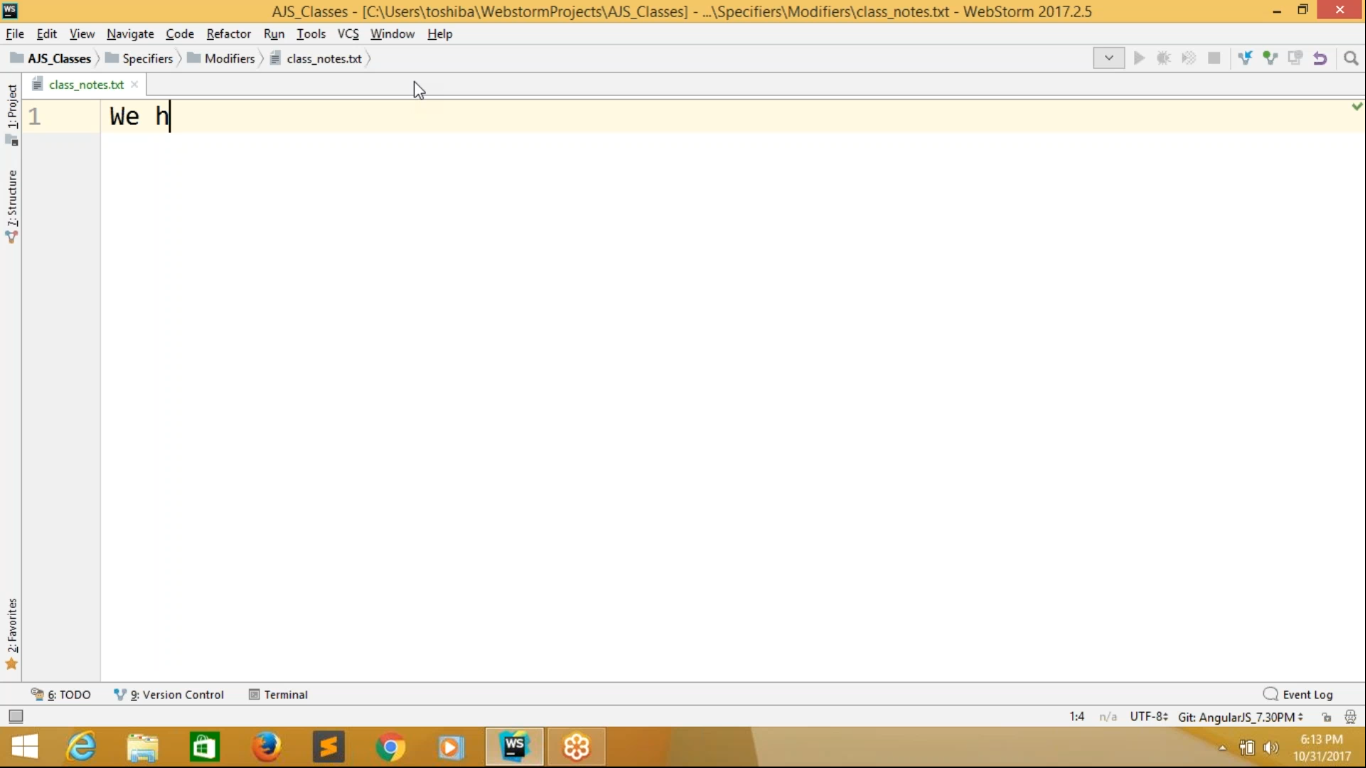 WS
AJS_Classes - [C:\Users\toshiba\WebstormProjects\AJS_Classes] - ...\Specifiers\Modifiers\class_notes.txt - WebStorm 2017.2.5
File Edit View Navigate Code Refactor Run Tools VCS Window Help
AJS_Classes Specifiers Modifiers class_notes.txt
class_notes.txt
1: Project
1 We h
7: Structure
2: Favorites
6: TODO 9: Version Control Terminal Event Log
1:4 n/a UTF-8 Git: AngularJS_7.30PM
WS
6:13 PM
10/31/2017